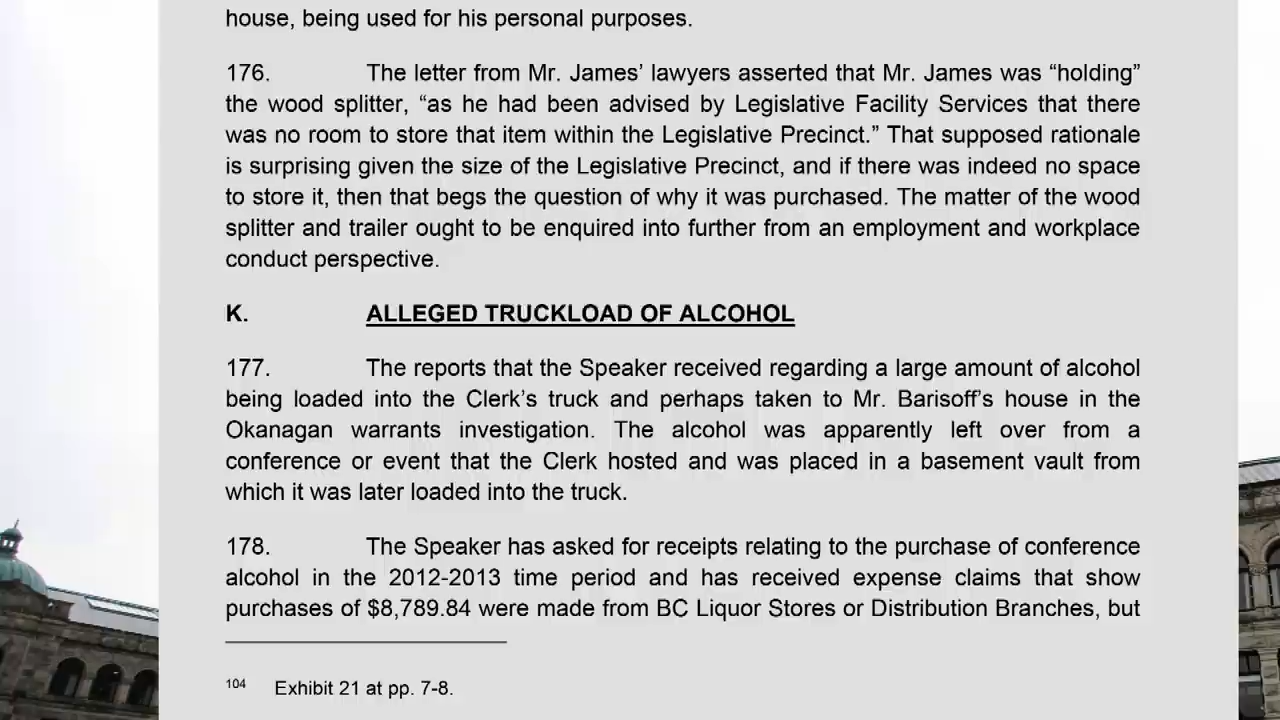 house, being used for his personal purposes.
176. The letter from Mr. James’ lawyers asserted that Mr. James was “holding”
the wood splitter, “as he had been advised by Legislative Facility Services that there
was no room to store that item within the Legislative Precinct.” That supposed rationale
is surprising given the size of the Legislative Precinct, and if there was indeed no space
to store it, then that begs the question of why it was purchased. The matter of the wood
splitter and trailer ought to be enquired into further from an employment and workplace
conduct perspective.
K. ALLEGED TRUCKLOAD OF ALCOHOL
177. The reports that the Speaker received regarding a large amount of alcohol
being loaded into the Clerk’s truck and perhaps taken to Mr. Barisoff’s house in the
Okanagan warrants investigation. The alcohol was apparently left over from a
conference or event that the Clerk hosted and was placed in a basement vault from
which it was later loaded into the truck.
178. The Speaker has asked for receipts relating to the purchase of conference
alcohol in the 2012-2013 time period and has received expense claims that show
purchases of $8,789.84 were made from BC Liquor Stores or Distribution Branches, but
104 Exhibit 21 at pp. 7-8.